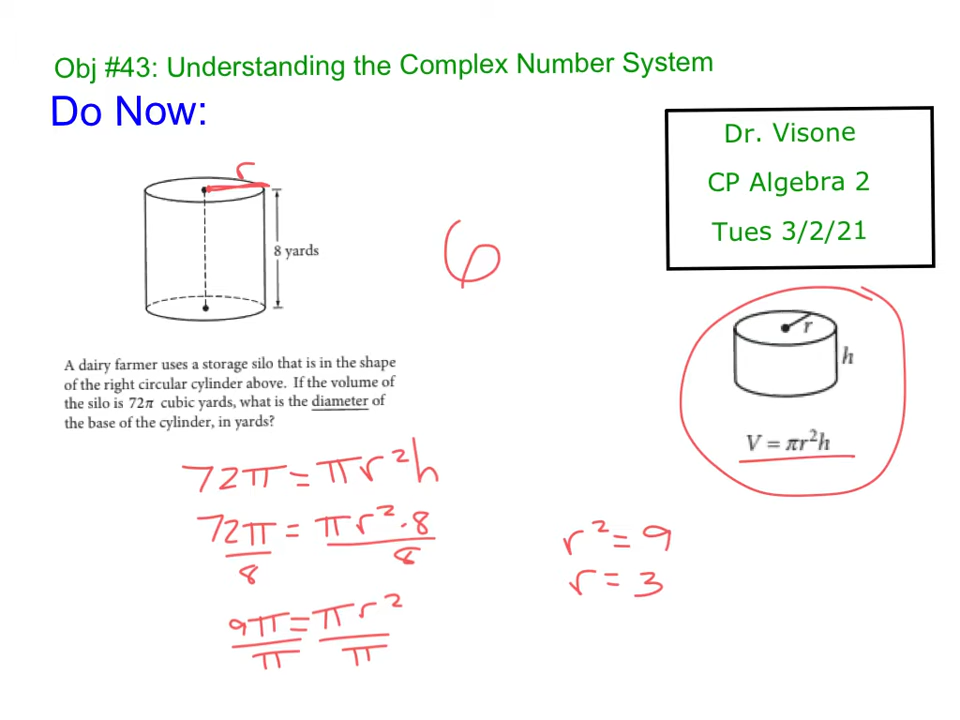 Obj #43: Understanding the Complex Number System
Do Now:
Dr. Visone
CP Algebra 2
Tues 3/2/21
r
8 yards
6
r
h
V = πr²h
A dairy farmer uses a storage silo that is in the shape
of the right circular cylinder above. If the volume of
the silo is 72π cubic yards, what is the diameter of
the base of the cylinder, in yards?
72π = πr²h
72π = πr²·8
8 8
9π = πr²
π π
r² = 9
r = 3